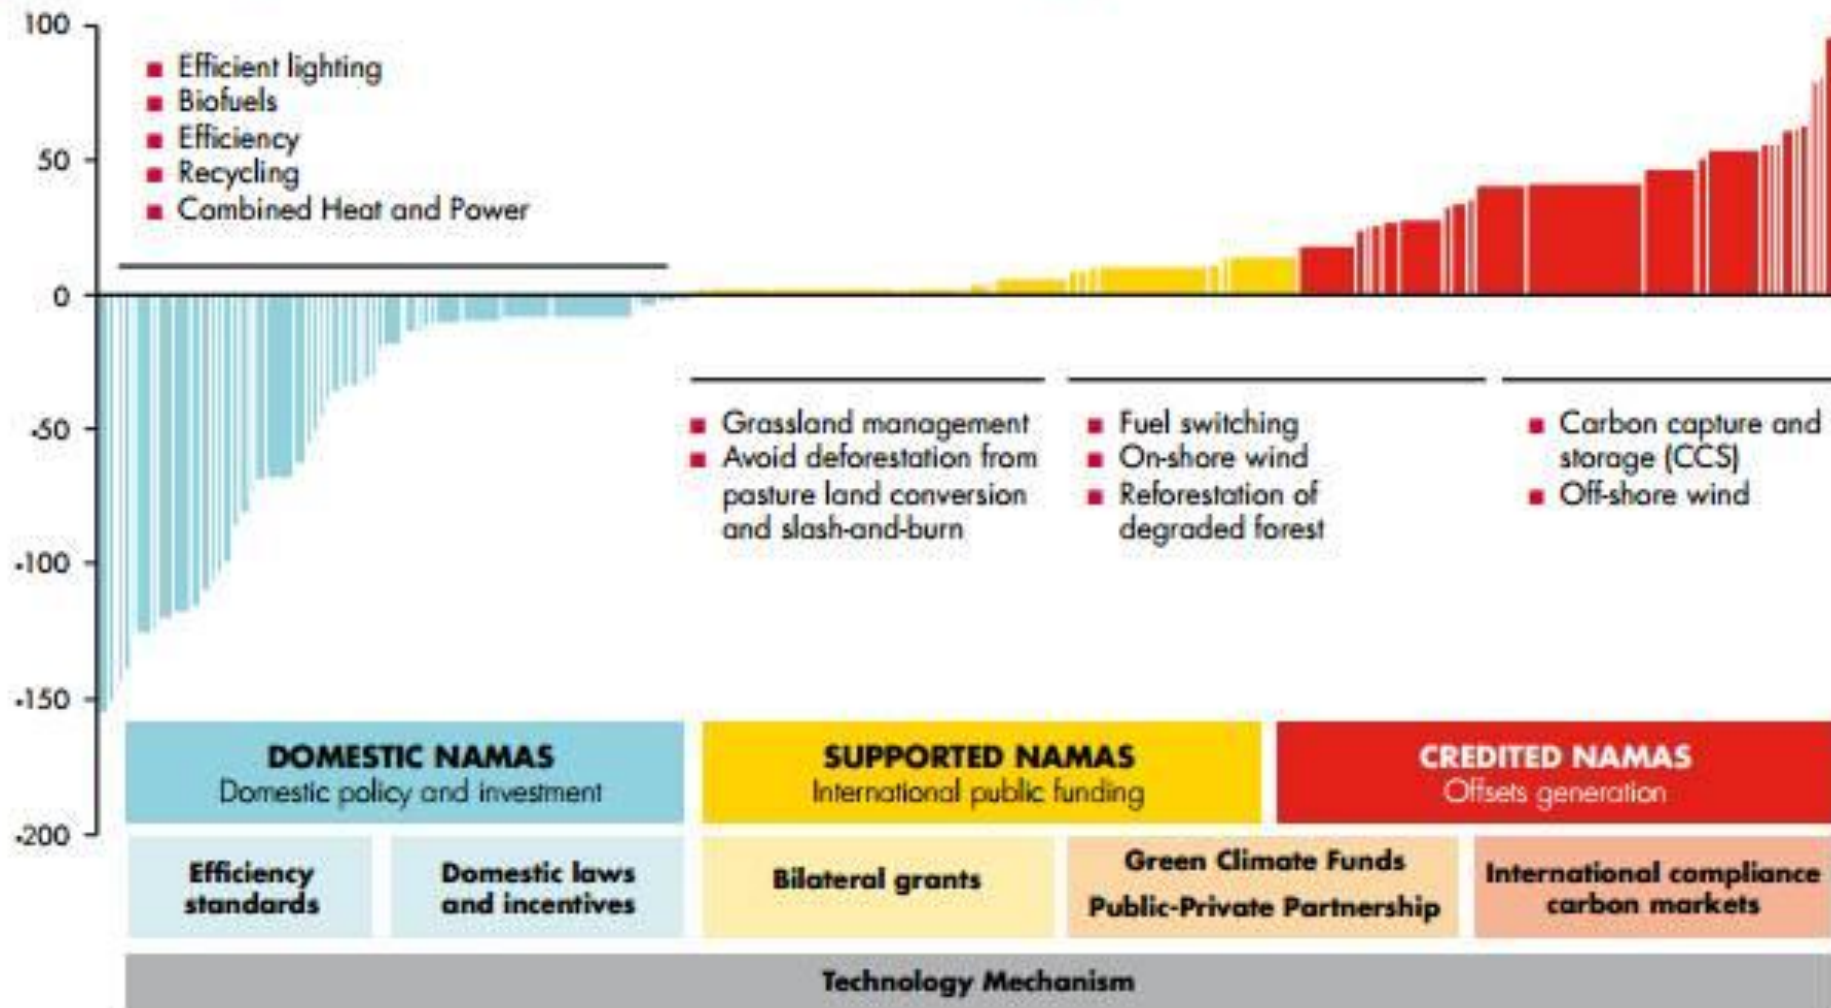 100
50
0
-50
-100
-150
-200
Efficient lighting
Biofuels
Efficiency
Recycling
Combined Heat and Power
Grassland management
Avoid deforestation from
pasture land conversion
and slash-and-burn
Fuel switching
On-shore wind
Reforestation of
degraded forest
Carbon capture and
storage (CCS)
Off-shore wind
DOMESTIC NAMAS
Domestic policy and investment
SUPPORTED NAMAS
International public funding
CREDITED NAMAS
Offsets generation
Efficiency
standards
Domestic laws
and incentives
Bilateral grants
Green Climate Funds
Public-Private Partnership
International compliance
carbon markets
Technology Mechanism